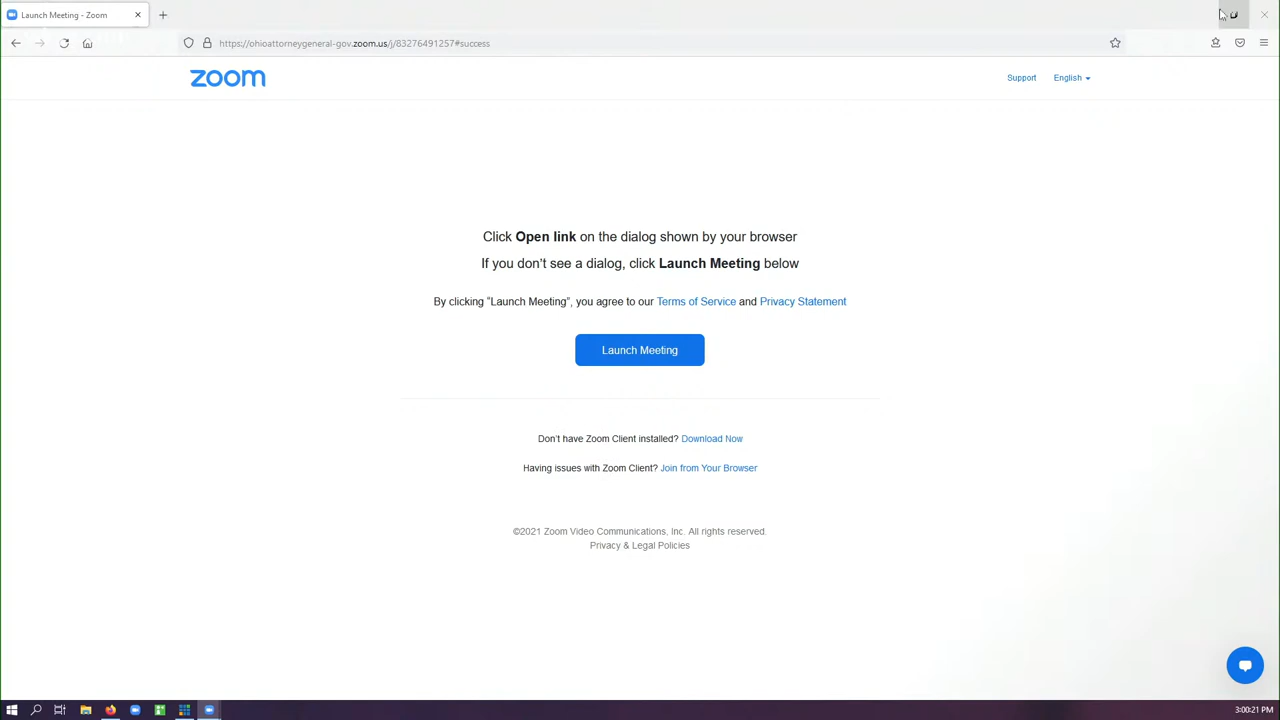 Launch Meeting - Zoom
https://ohioattorneygeneral-gov.zoom.us/j/83276491257#success
zoom
Support
English
Click Open link on the dialog shown by your browser
If you don't see a dialog, click Launch Meeting below
By clicking "Launch Meeting", you agree to our Terms of Service and Privacy Statement
Launch Meeting
Don't have Zoom Client installed? Download Now
Having issues with Zoom Client? Join from Your Browser
©2021 Zoom Video Communications, Inc. All rights reserved.
Privacy & Legal Policies
3:00:21 PM